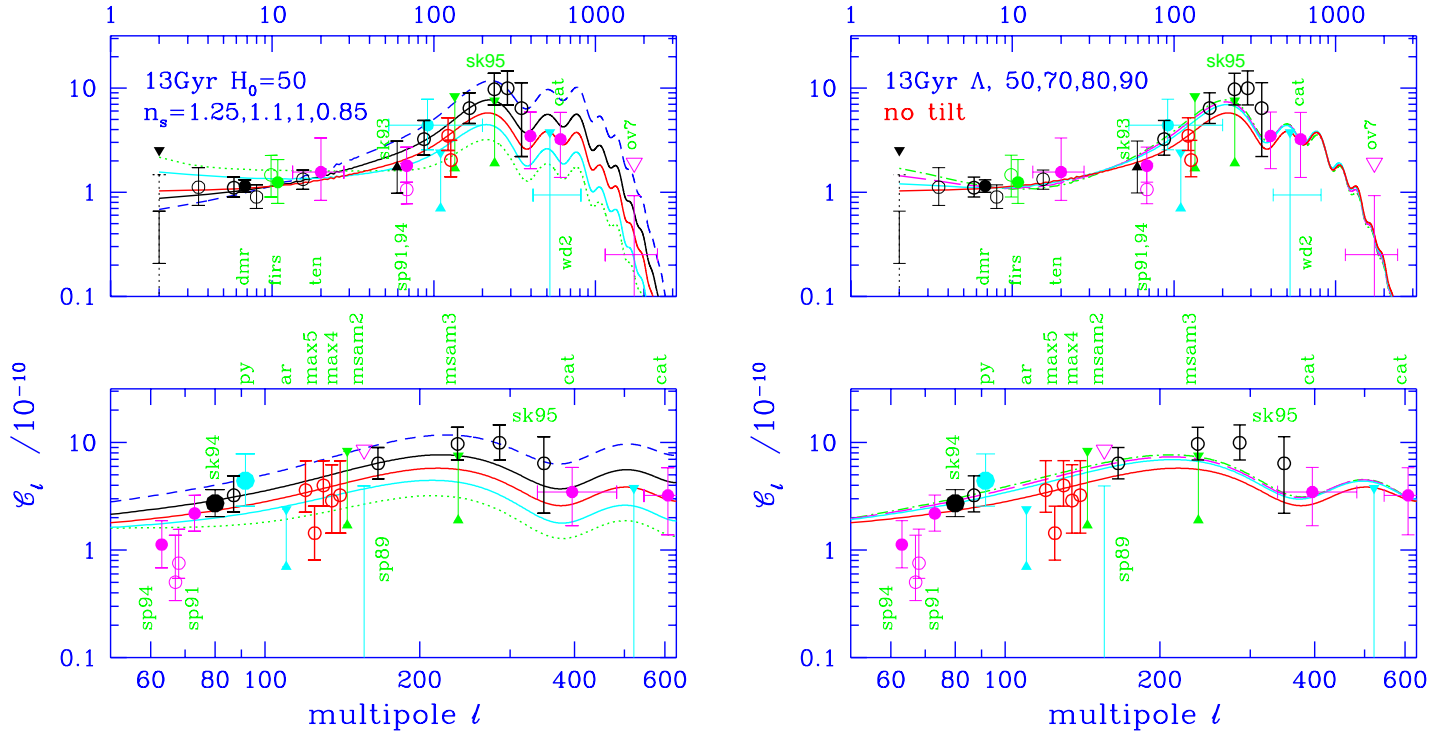 1 10 100 1000
10
1
0.1
13Gyr H₀=50
nₛ=1.25,1.1,1,0.85
sk95
sk93
cat
ov7
dmr
firs
ten
sp91,94
wd2
1 10 100 1000
10
1
0.1
13Gyr Λ, 50,70,80,90
no tilt
sk95
sk93
cat
ov7
dmr
firs
ten
sp91,94
wd2
py
ar
max5
max4
msam2
msam3
cat
cat
𝒞ₗ /10⁻¹⁰
10
1
0.1
sk94
sk95
sp94
sp91
sp89
60 80 100 200 400 600
multipole ℓ
py
ar
max5
max4
msam2
msam3
cat
cat
𝒞ₗ /10⁻¹⁰
10
1
0.1
sk94
sk95
sp94
sp91
sp89
60 80 100 200 400 600
multipole ℓ